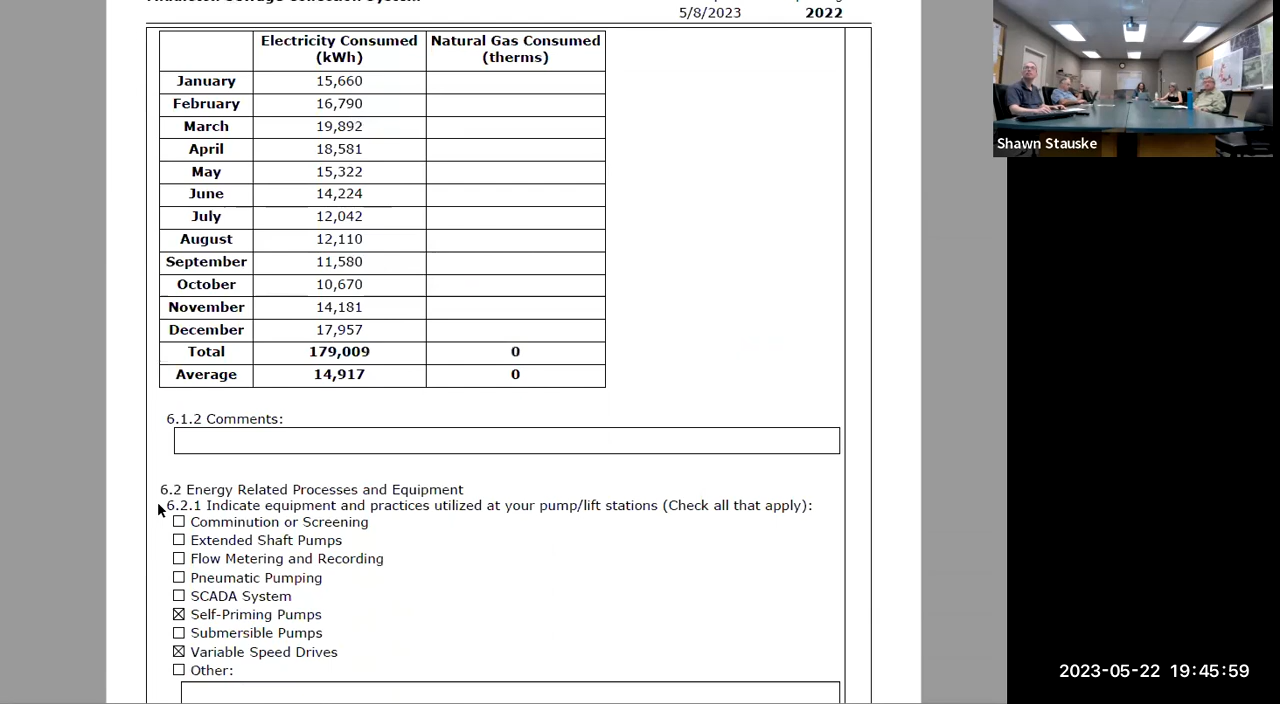 5/8/2023 2022
Electricity Consumed (kWh) Natural Gas Consumed (therms)
January 15,660
February 16,790
March 19,892
April 18,581
May 15,322
June 14,224
July 12,042
August 12,110
September 11,580
October 10,670
November 14,181
December 17,957
Total 179,009 0
Average 14,917 0
6.1.2 Comments:
6.2 Energy Related Processes and Equipment
6.2.1 Indicate equipment and practices utilized at your pump/lift stations (Check all that apply):
☐ Comminution or Screening
☐ Extended Shaft Pumps
☐ Flow Metering and Recording
☐ Pneumatic Pumping
☐ SCADA System
☒ Self-Priming Pumps
☐ Submersible Pumps
☒ Variable Speed Drives
☐ Other:
Shawn Stauske
2023-05-22 19:45:59